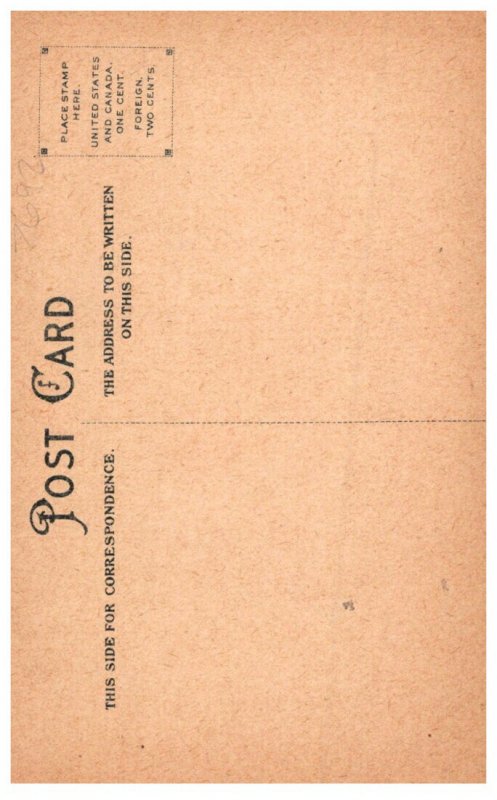 POST CARD
THIS SIDE FOR CORRESPONDENCE.
THE ADDRESS TO BE WRITTEN
ON THIS SIDE.
PLACE STAMP
HERE.
UNITED STATES
AND CANADA,
ONE CENT.
FOREIGN,
TWO CENTS.